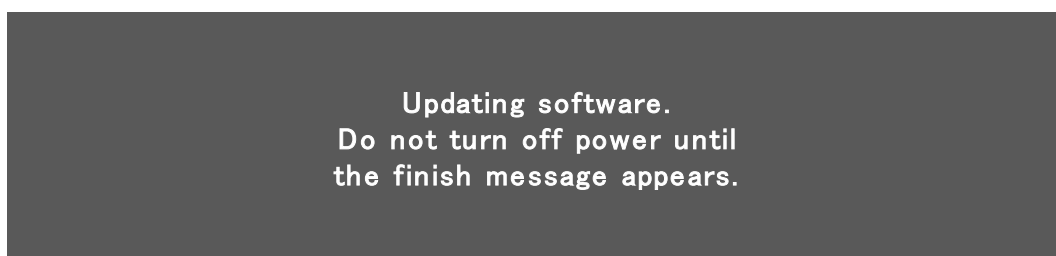 Updating software.
Do not turn off power until
the finish message appears.